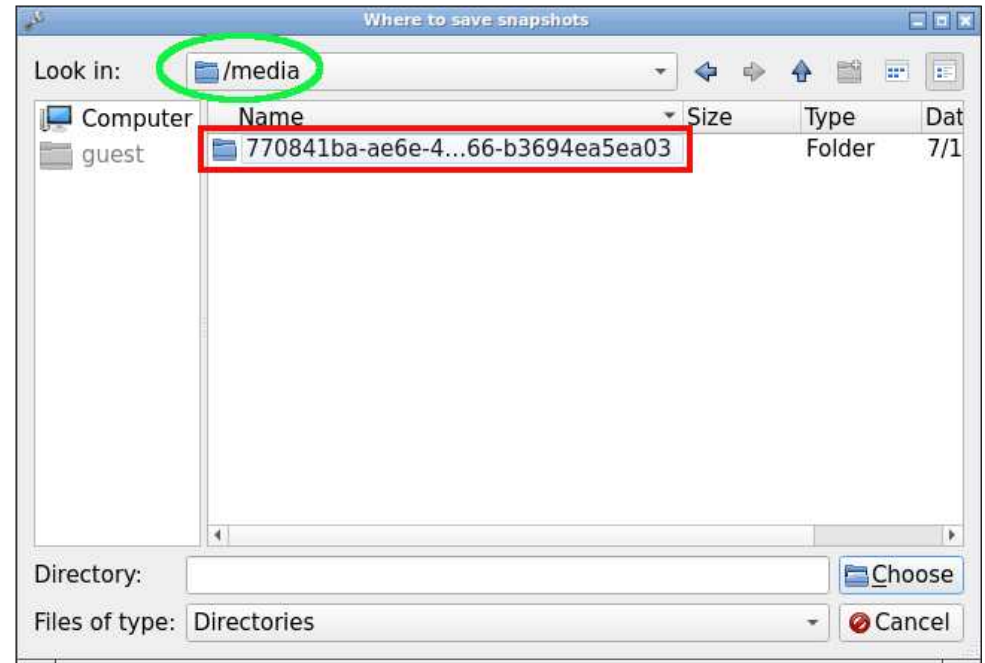 Where to save snapshots
Look in: /media
Computer
guest
Name Size Type Dat
770841ba-ae6e-4...66-b3694ea5ea03 Folder 7/1
Directory: Choose
Files of type: Directories Cancel